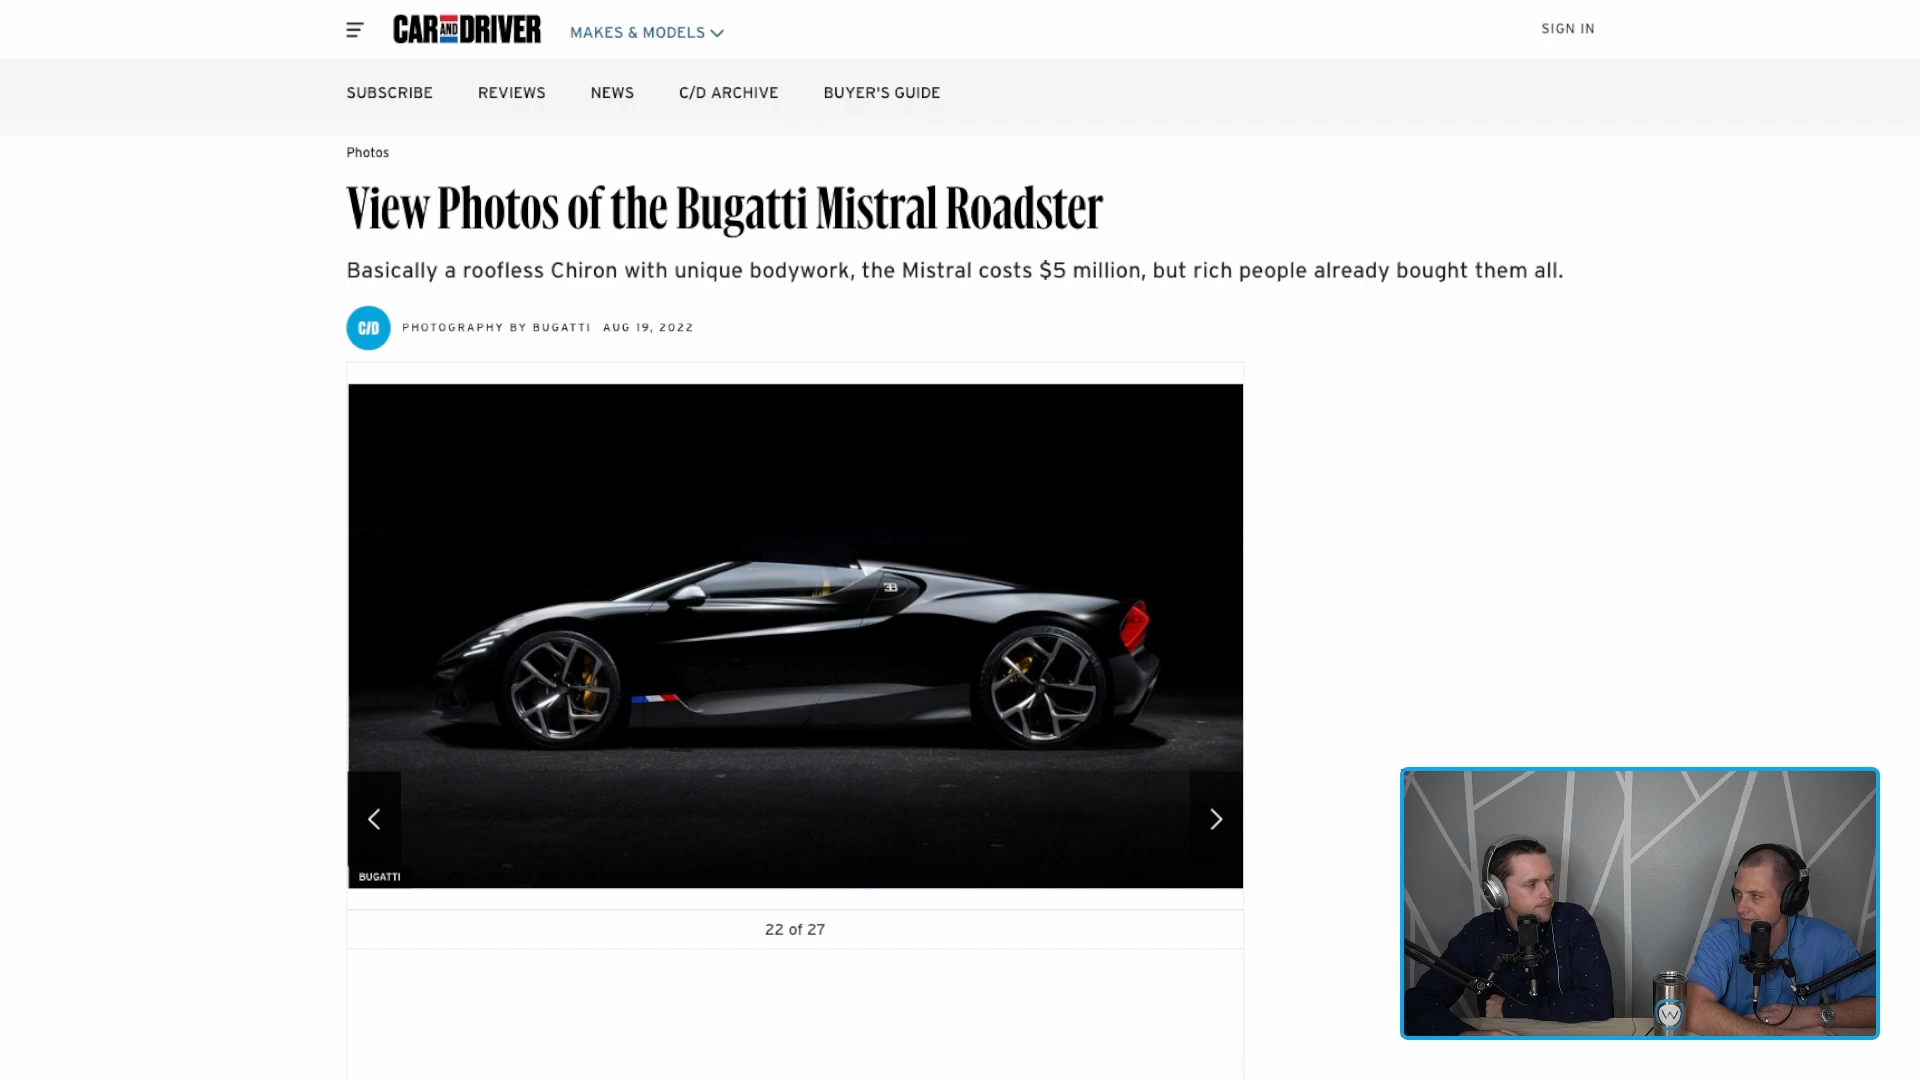 CAR AND DRIVER
MAKES & MODELS
SIGN IN
SUBSCRIBE
REVIEWS
NEWS
C/D ARCHIVE
BUYER'S GUIDE
Photos
View Photos of the Bugatti Mistral Roadster
Basically a roofless Chiron with unique bodywork, the Mistral costs $5 million, but rich people already bought them all.
C/D
PHOTOGRAPHY BY BUGATTI AUG 19, 2022
BUGATTI
22 of 27
W